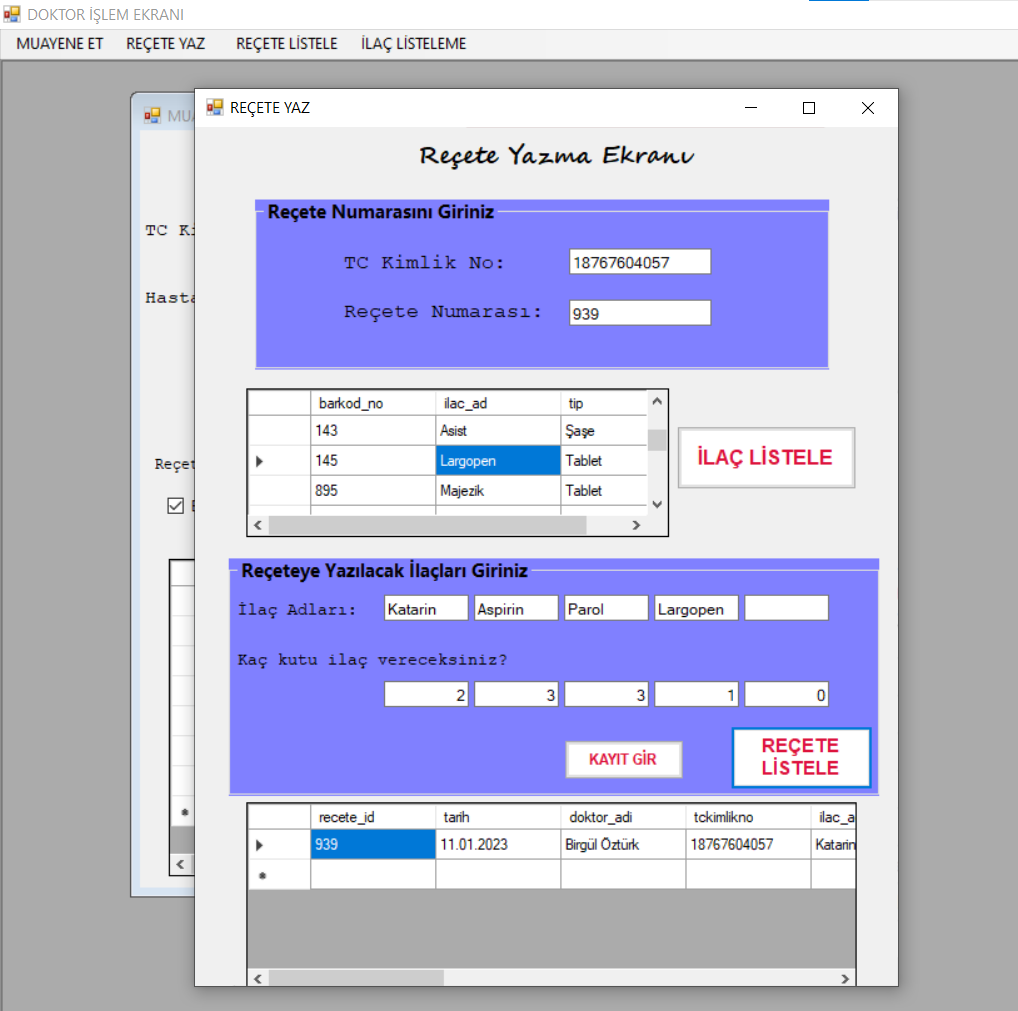 DOKTOR İŞLEM EKRANI
MUAYENE ET REÇETE YAZ REÇETE LİSTELE İLAÇ LİSTELEME
REÇETE YAZ
Reçete Yazma Ekranı
Reçete Numarasını Giriniz
TC Kimlik No: 18767604057
Reçete Numarası: 939
barkod_no ilac_ad tip
143 Asist Şaşe
145 Largopen Tablet
895 Majezik Tablet
İLAÇ LİSTELE
Reçeteye Yazılacak İlaçları Giriniz
İlaç Adları: Katarin Aspirin Parol Largopen
Kaç kutu ilaç vereceksiniz?
2 3 3 1 0
KAYIT GİR
REÇETE
LİSTELE
recete_id tarih doktor_adi tckimlikno ilac_a
939 11.01.2023 Birgül Öztürk 18767604057 Katarin
MU
TC Ki
Hasta
Reçet